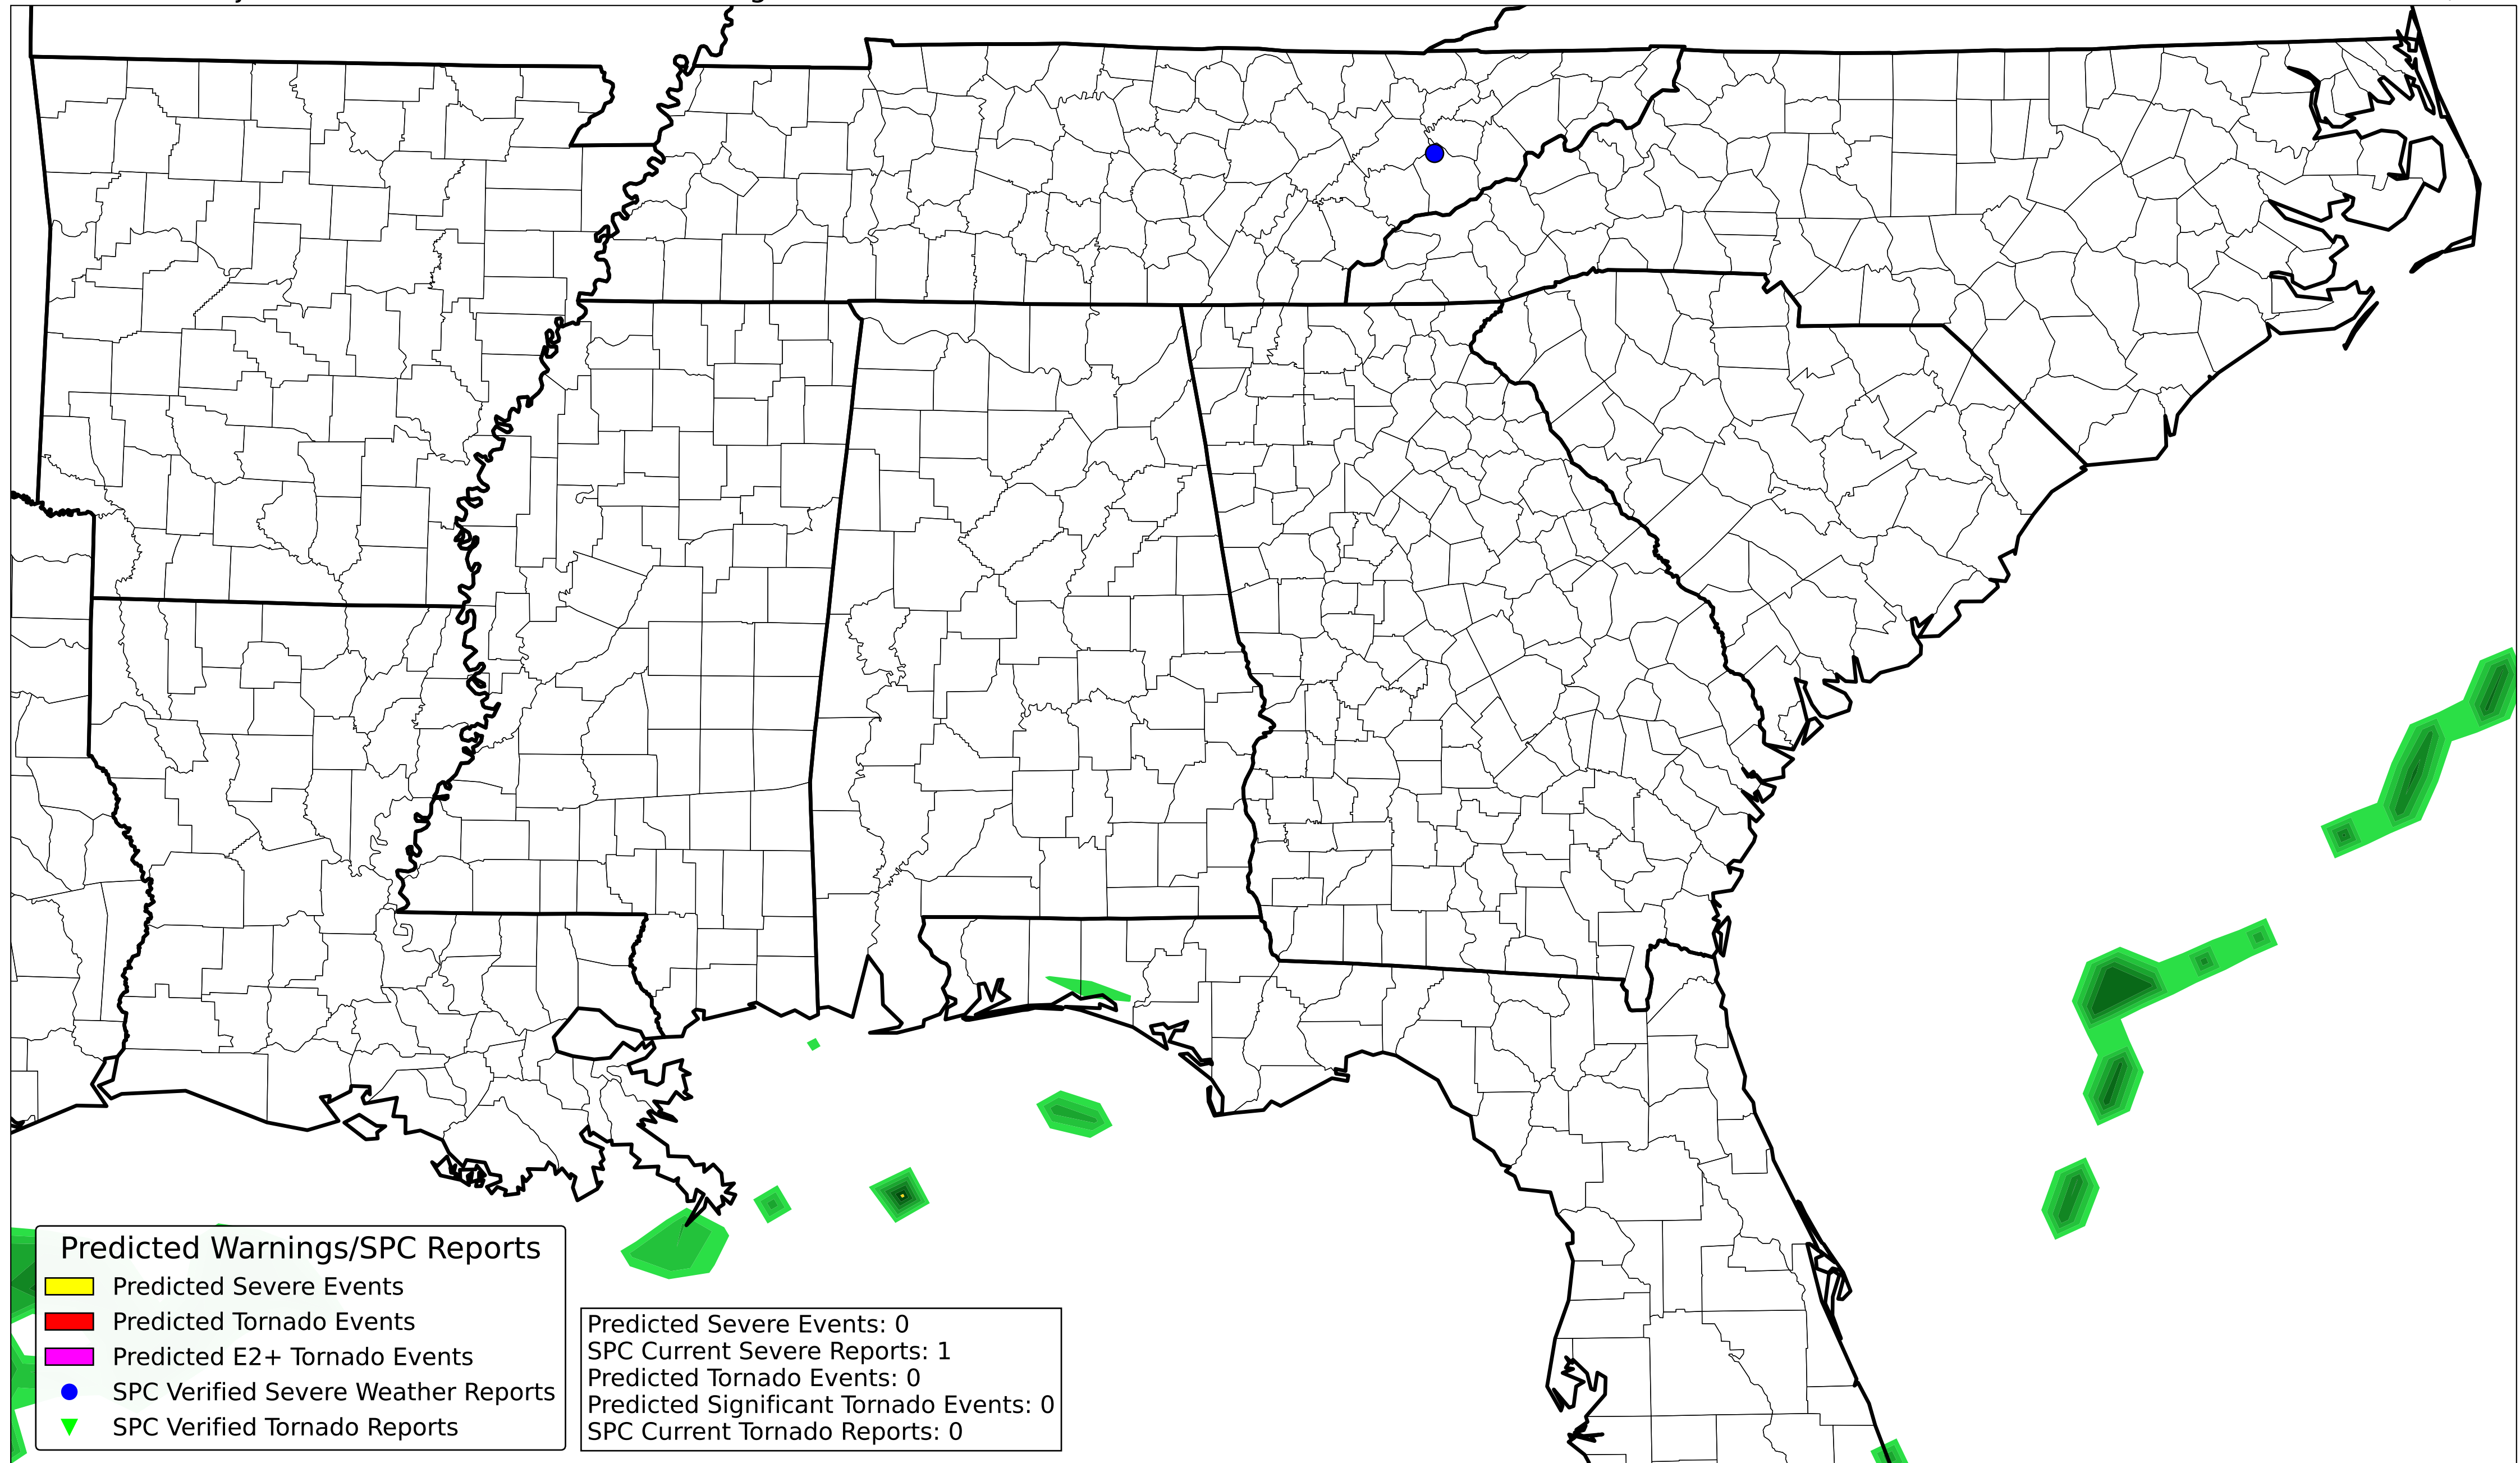 Predicted Warnings/SPC Reports
Predicted Severe Events
Predicted Tornado Events
Predicted E2+ Tornado Events
SPC Verified Severe Weather Reports
SPC Verified Tornado Reports
Predicted Severe Events: 0
SPC Current Severe Reports: 1
Predicted Tornado Events: 0
Predicted Significant Tornado Events: 0
SPC Current Tornado Reports: 0